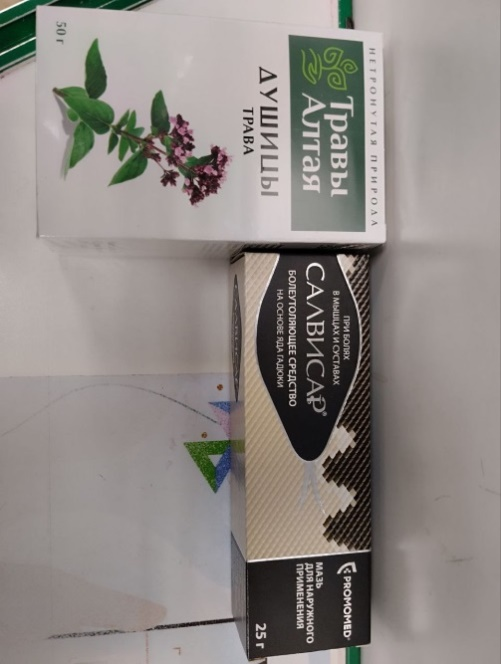 НЕТРОНУТАЯ ПРИРОДА
Травы
Алтая
ДУШИЦЫ
ТРАВА
50 г
ПРИ БОЛЯХ
В МЫШЦАХ И СУСТАВАХ
САЛВИСАР®
БОЛЕУТОЛЯЮЩЕЕ СРЕДСТВО
НА ОСНОВЕ ЯДА ГАДЮКИ
PROMOMED®
МАЗЬ
ДЛЯ НАРУЖНОГО
ПРИМЕНЕНИЯ
25 г